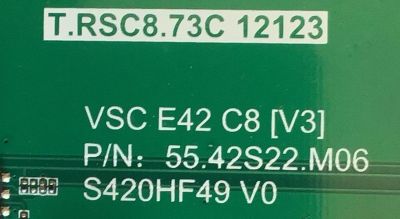 T.RSC8.73C 12123
VSC E42 C8 [V3]
P/N: 55.42S22.M06
S420HF49 V0